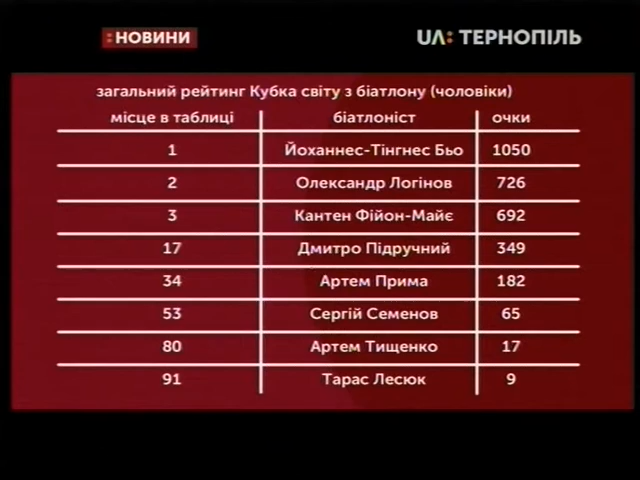 :НОВИНИ
UA: ТЕРНОПІЛЬ
загальний рейтинг Кубка світу з біатлону (чоловіки)
місце в таблиці біатлоніст очки
1 Йоханнес-Тінгнес Бьо 1050
2 Олександр Логінов 726
3 Кантен Фійон-Майє 692
17 Дмитро Підручний 349
34 Артем Прима 182
53 Сергій Семенов 65
80 Артем Тищенко 17
91 Тарас Лесюк 9